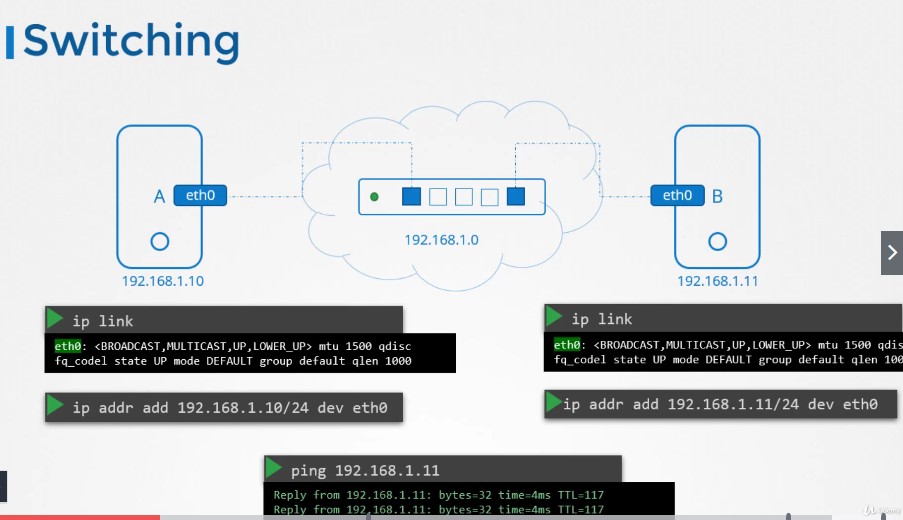 Switching
A eth0
eth0 B
192.168.1.0
192.168.1.10
192.168.1.11
ip link
eth0: <BROADCAST,MULTICAST,UP,LOWER_UP> mtu 1500 qdisc
fq_codel state UP mode DEFAULT group default qlen 1000
ip link
eth0: <BROADCAST,MULTICAST,UP,LOWER_UP> mtu 1500 qdis
fq_codel state UP mode DEFAULT group default qlen 100
ip addr add 192.168.1.10/24 dev eth0
ip addr add 192.168.1.11/24 dev eth0
ping 192.168.1.11
Reply from 192.168.1.11: bytes=32 time=4ms TTL=117
Reply from 192.168.1.11: bytes=32 time=4ms TTL=117